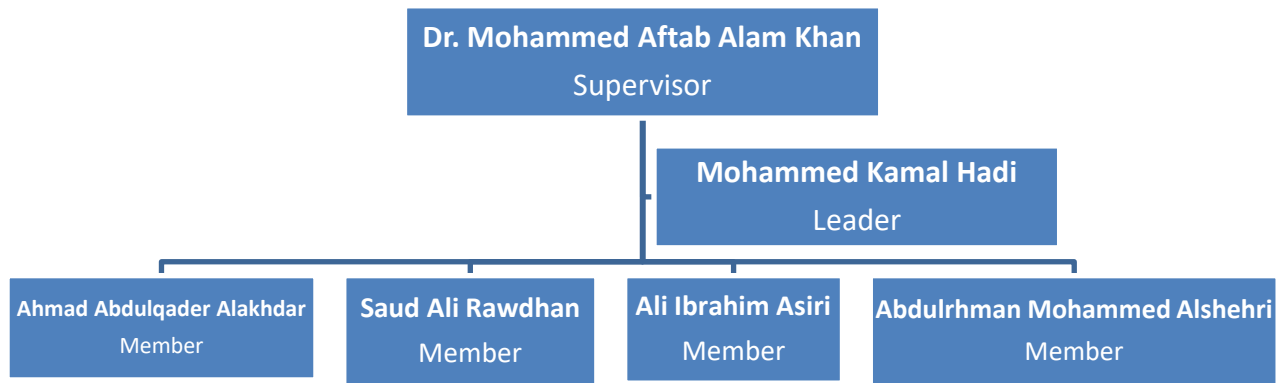 Dr. Mohammed Aftab Alam Khan
Supervisor
Mohammed Kamal Hadi
Leader
Ahmad Abdulqader Alakhdar
Member
Saud Ali Rawdhan
Member
Ali Ibrahim Asiri
Member
Abdulrhman Mohammed Alshehri
Member